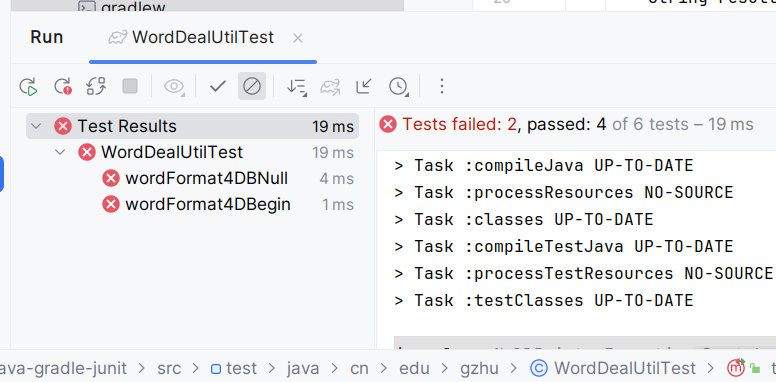 gradlew
20
String resul
Run
WordDealUtilTest
Test Results 19 ms
WordDealUtilTest 19 ms
wordFormat4DBNull 4 ms
wordFormat4DBegin 1 ms
Tests failed: 2, passed: 4 of 6 tests – 19 ms
> Task :compileJava UP-TO-DATE
> Task :processResources NO-SOURCE
> Task :classes UP-TO-DATE
> Task :compileTestJava UP-TO-DATE
> Task :processTestResources NO-SOURCE
> Task :testClasses UP-TO-DATE
ava-gradle-junit > src > test > java > cn > edu > gzhu > WordDealUtilTest > t